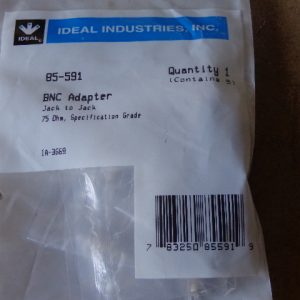 IDEAL INDUSTRIES, INC.
IDEAL
85-591
Quantity 1
(Contains 5)
BNC Adapter
Jack to Jack
75 Ohm, Specification Grade
IA-3669
7 83250 85591 9